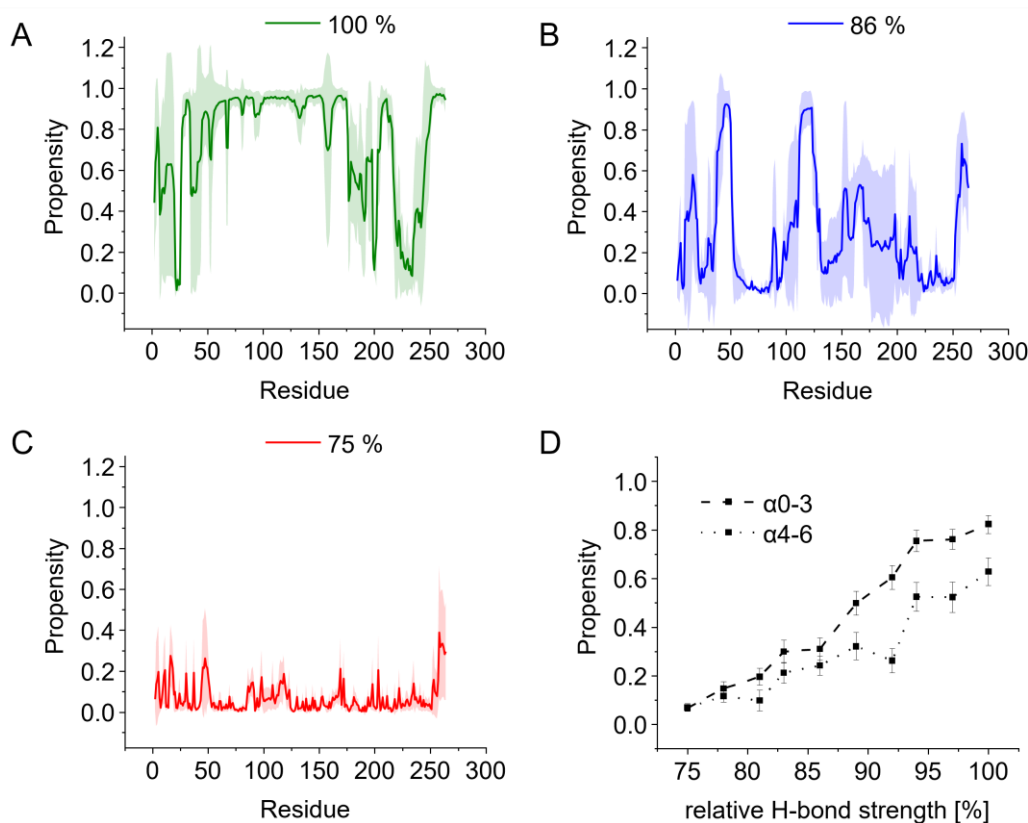 A
100 %
1.2
1.0
0.8
0.6
0.4
0.2
0.0
Propensity
0 50 100 150 200 250 300
Residue
B
86 %
1.2
1.0
0.8
0.6
0.4
0.2
0.0
Propensity
0 50 100 150 200 250 300
Residue
C
75 %
1.2
1.0
0.8
0.6
0.4
0.2
0.0
Propensity
0 50 100 150 200 250 300
Residue
D
α0-3
α4-6
1.0
0.8
0.6
0.4
0.2
0.0
Propensity
75 80 85 90 95 100
relative H-bond strength [%]